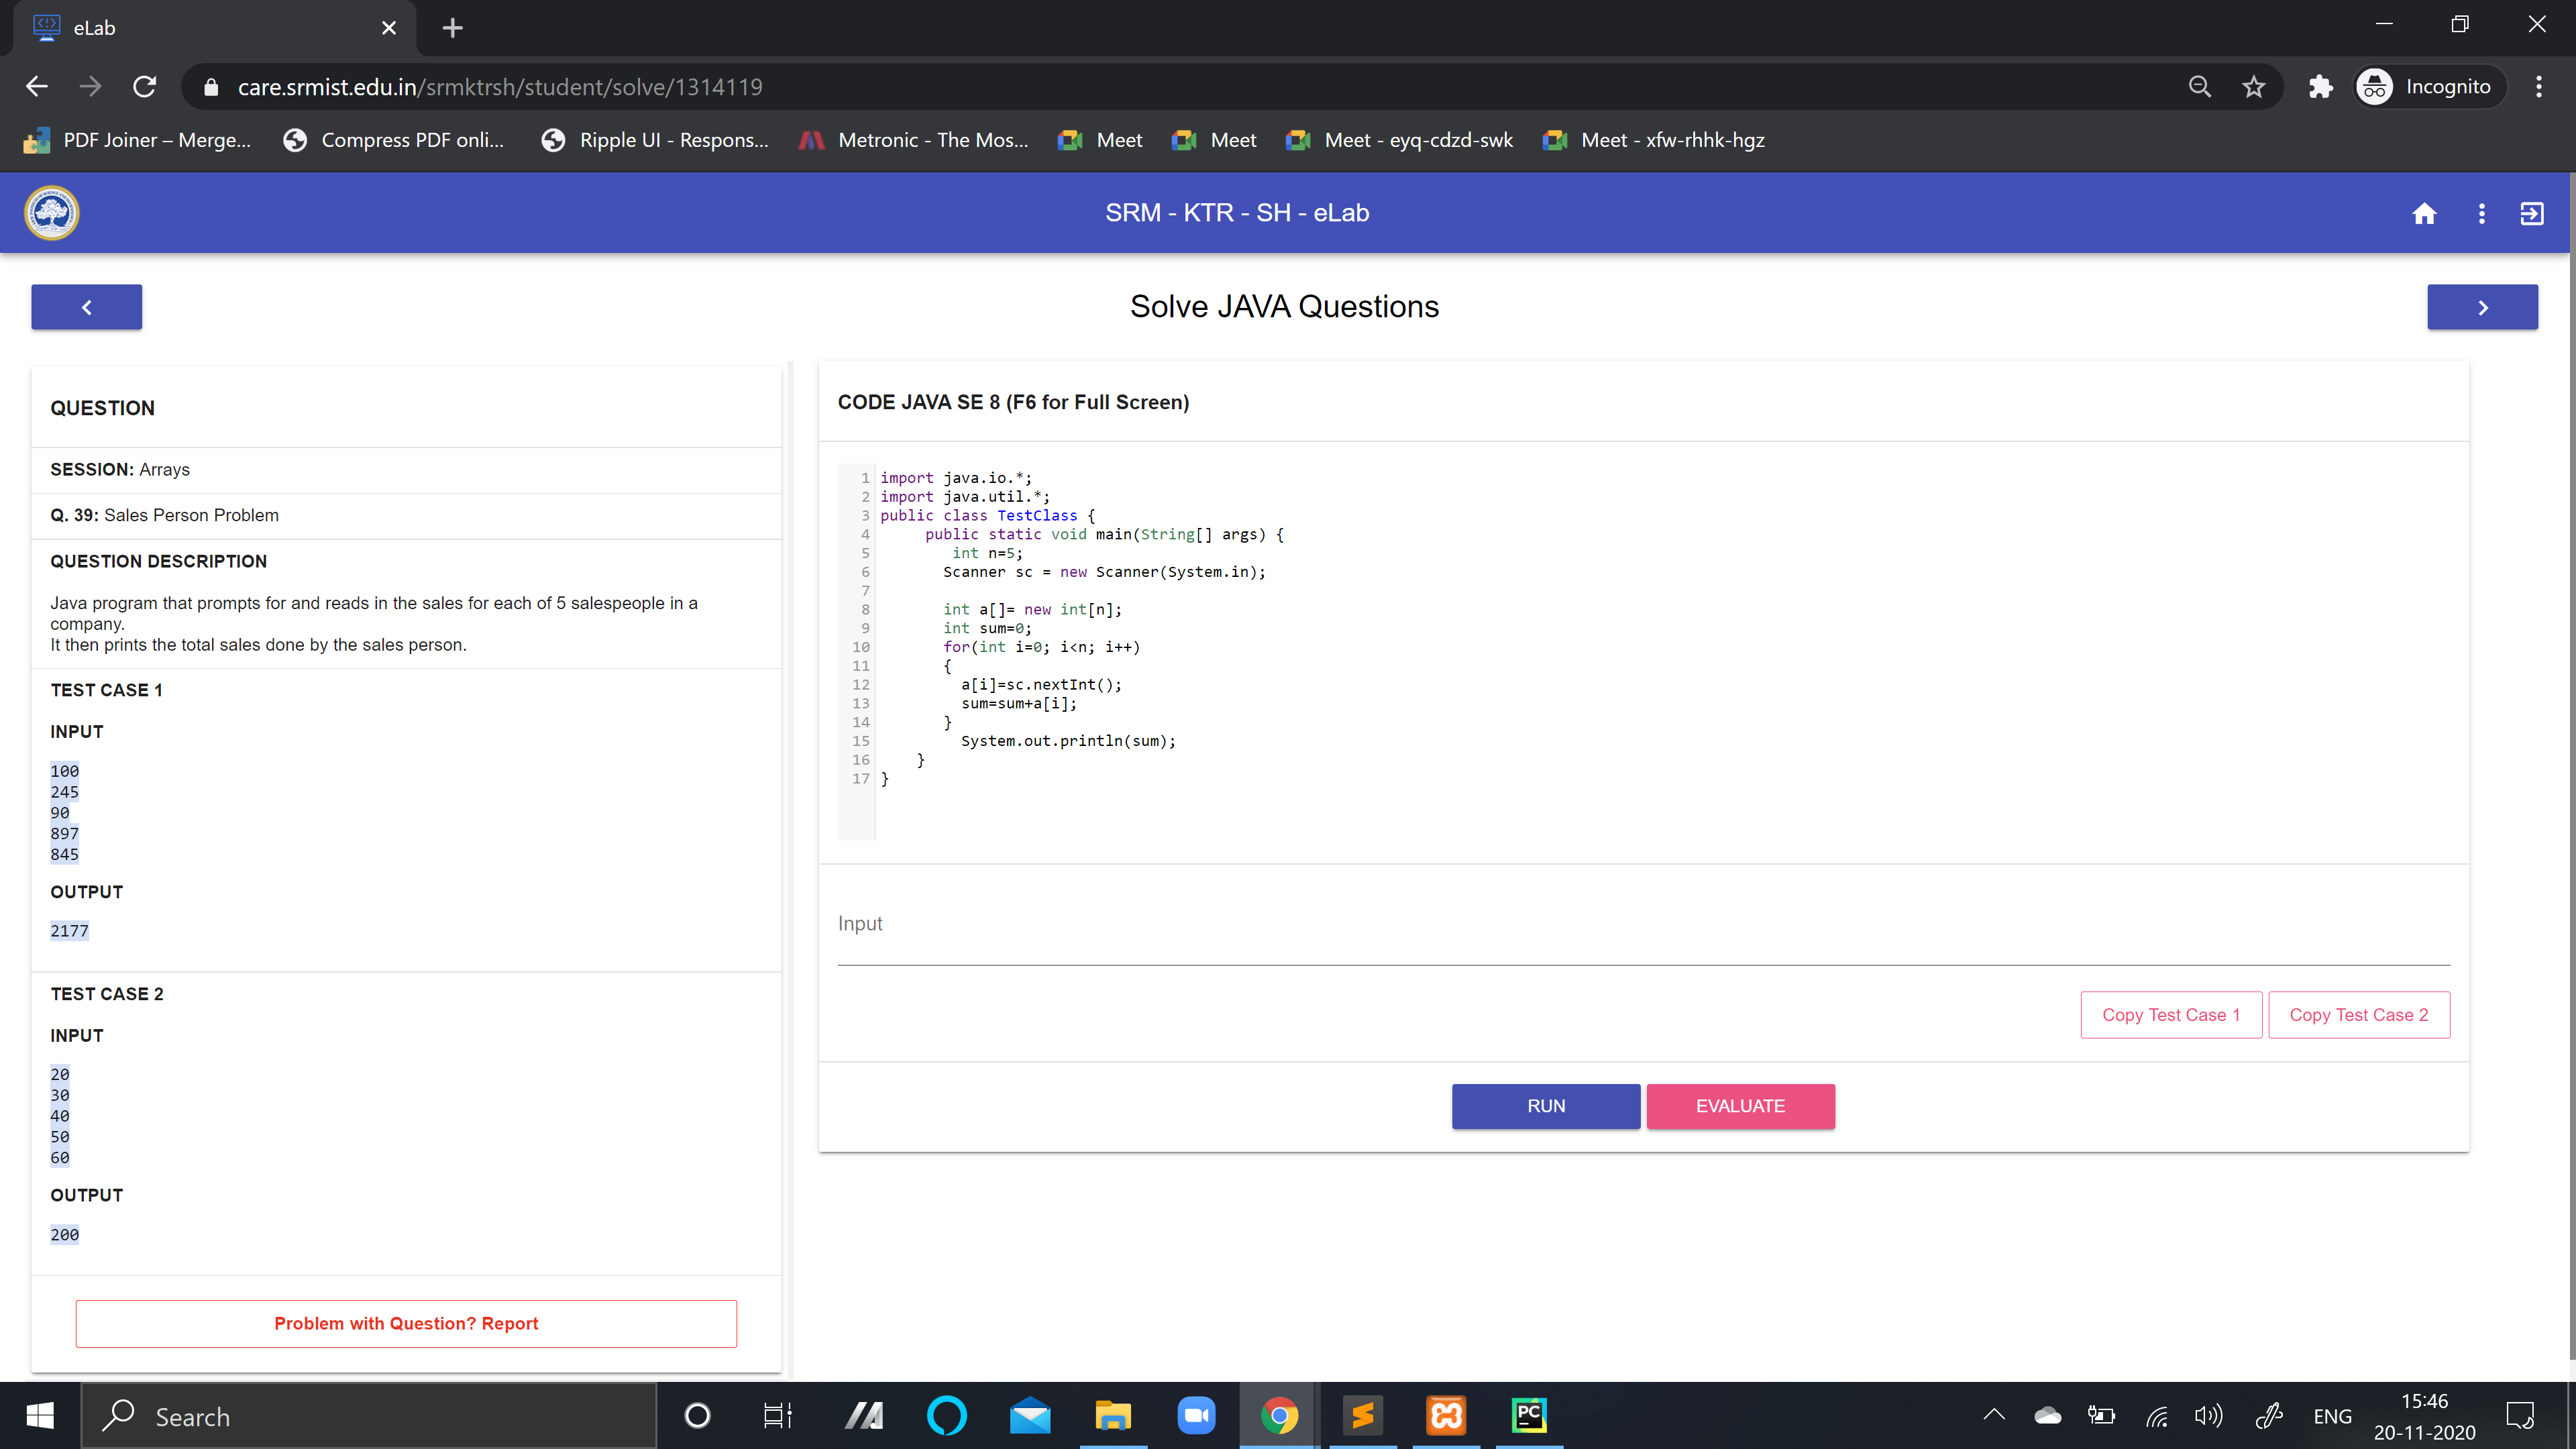 eLab
care.srmist.edu.in/srmktrsh/student/solve/1314119
Incognito
PDF Joiner – Merge...
Compress PDF onli...
Ripple UI - Respons...
Metronic - The Mos...
Meet
Meet
Meet - eyq-cdzd-swk
Meet - xfw-rhhk-hgz
SRM - KTR - SH - eLab
Solve JAVA Questions
QUESTION
SESSION: Arrays
Q. 39: Sales Person Problem
QUESTION DESCRIPTION
Java program that prompts for and reads in the sales for each of 5 salespeople in a
company.
It then prints the total sales done by the sales person.
TEST CASE 1
INPUT
100
245
90
897
845
OUTPUT
2177
TEST CASE 2
INPUT
20
30
40
50
60
OUTPUT
200
Problem with Question? Report
CODE JAVA SE 8 (F6 for Full Screen)
1 import java.io.*;
2 import java.util.*;
3 public class TestClass {
4      public static void main(String[] args) {
5         int n=5;
6        Scanner sc = new Scanner(System.in);
7
8        int a[]= new int[n];
9        int sum=0;
10        for(int i=0; i<n; i++)
11        {
12          a[i]=sc.nextInt();
13          sum=sum+a[i];
14        }
15          System.out.println(sum);
16     }
17 }
Input
Copy Test Case 1
Copy Test Case 2
RUN
EVALUATE
Search
PC
ENG
15:46
20-11-2020